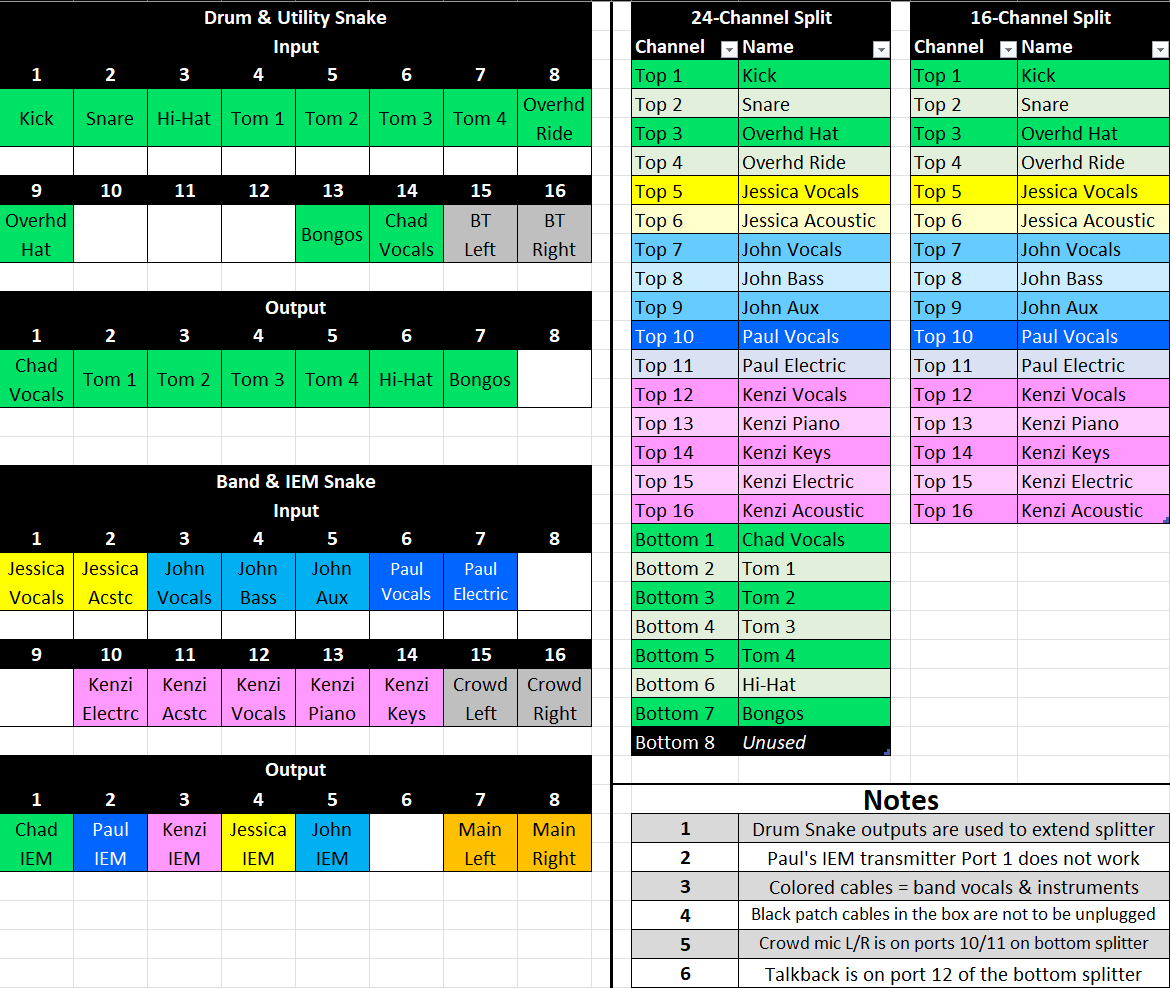 Drum & Utility Snake
Input
1 2 3 4 5 6 7 8
Kick Snare Hi-Hat Tom 1 Tom 2 Tom 3 Tom 4 Overhd Ride
9 10 11 12 13 14 15 16
Overhd Hat Bongos Chad Vocals BT Left BT Right
Output
1 2 3 4 5 6 7 8
Chad Vocals Tom 1 Tom 2 Tom 3 Tom 4 Hi-Hat Bongos
Band & IEM Snake
Input
1 2 3 4 5 6 7 8
Jessica Vocals Jessica Acstc John Vocals John Bass John Aux Paul Vocals Paul Electric
9 10 11 12 13 14 15 16
Kenzi Electrc Kenzi Acstc Kenzi Vocals Kenzi Piano Kenzi Keys Crowd Left Crowd Right
Output
1 2 3 4 5 6 7 8
Chad IEM Paul IEM Kenzi IEM Jessica IEM John IEM Main Left Main Right
24-Channel Split
Channel Name
Top 1 Kick
Top 2 Snare
Top 3 Overhd Hat
Top 4 Overhd Ride
Top 5 Jessica Vocals
Top 6 Jessica Acoustic
Top 7 John Vocals
Top 8 John Bass
Top 9 John Aux
Top 10 Paul Vocals
Top 11 Paul Electric
Top 12 Kenzi Vocals
Top 13 Kenzi Piano
Top 14 Kenzi Keys
Top 15 Kenzi Electric
Top 16 Kenzi Acoustic
Bottom 1 Chad Vocals
Bottom 2 Tom 1
Bottom 3 Tom 2
Bottom 4 Tom 3
Bottom 5 Tom 4
Bottom 6 Hi-Hat
Bottom 7 Bongos
Bottom 8 Unused
16-Channel Split
Channel Name
Top 1 Kick
Top 2 Snare
Top 3 Overhd Hat
Top 4 Overhd Ride
Top 5 Jessica Vocals
Top 6 Jessica Acoustic
Top 7 John Vocals
Top 8 John Bass
Top 9 John Aux
Top 10 Paul Vocals
Top 11 Paul Electric
Top 12 Kenzi Vocals
Top 13 Kenzi Piano
Top 14 Kenzi Keys
Top 15 Kenzi Electric
Top 16 Kenzi Acoustic
Notes
1 Drum Snake outputs are used to extend splitter
2 Paul's IEM transmitter Port 1 does not work
3 Colored cables = band vocals & instruments
4 Black patch cables in the box are not to be unplugged
5 Crowd mic L/R is on ports 10/11 on bottom splitter
6 Talkback is on port 12 of the bottom splitter